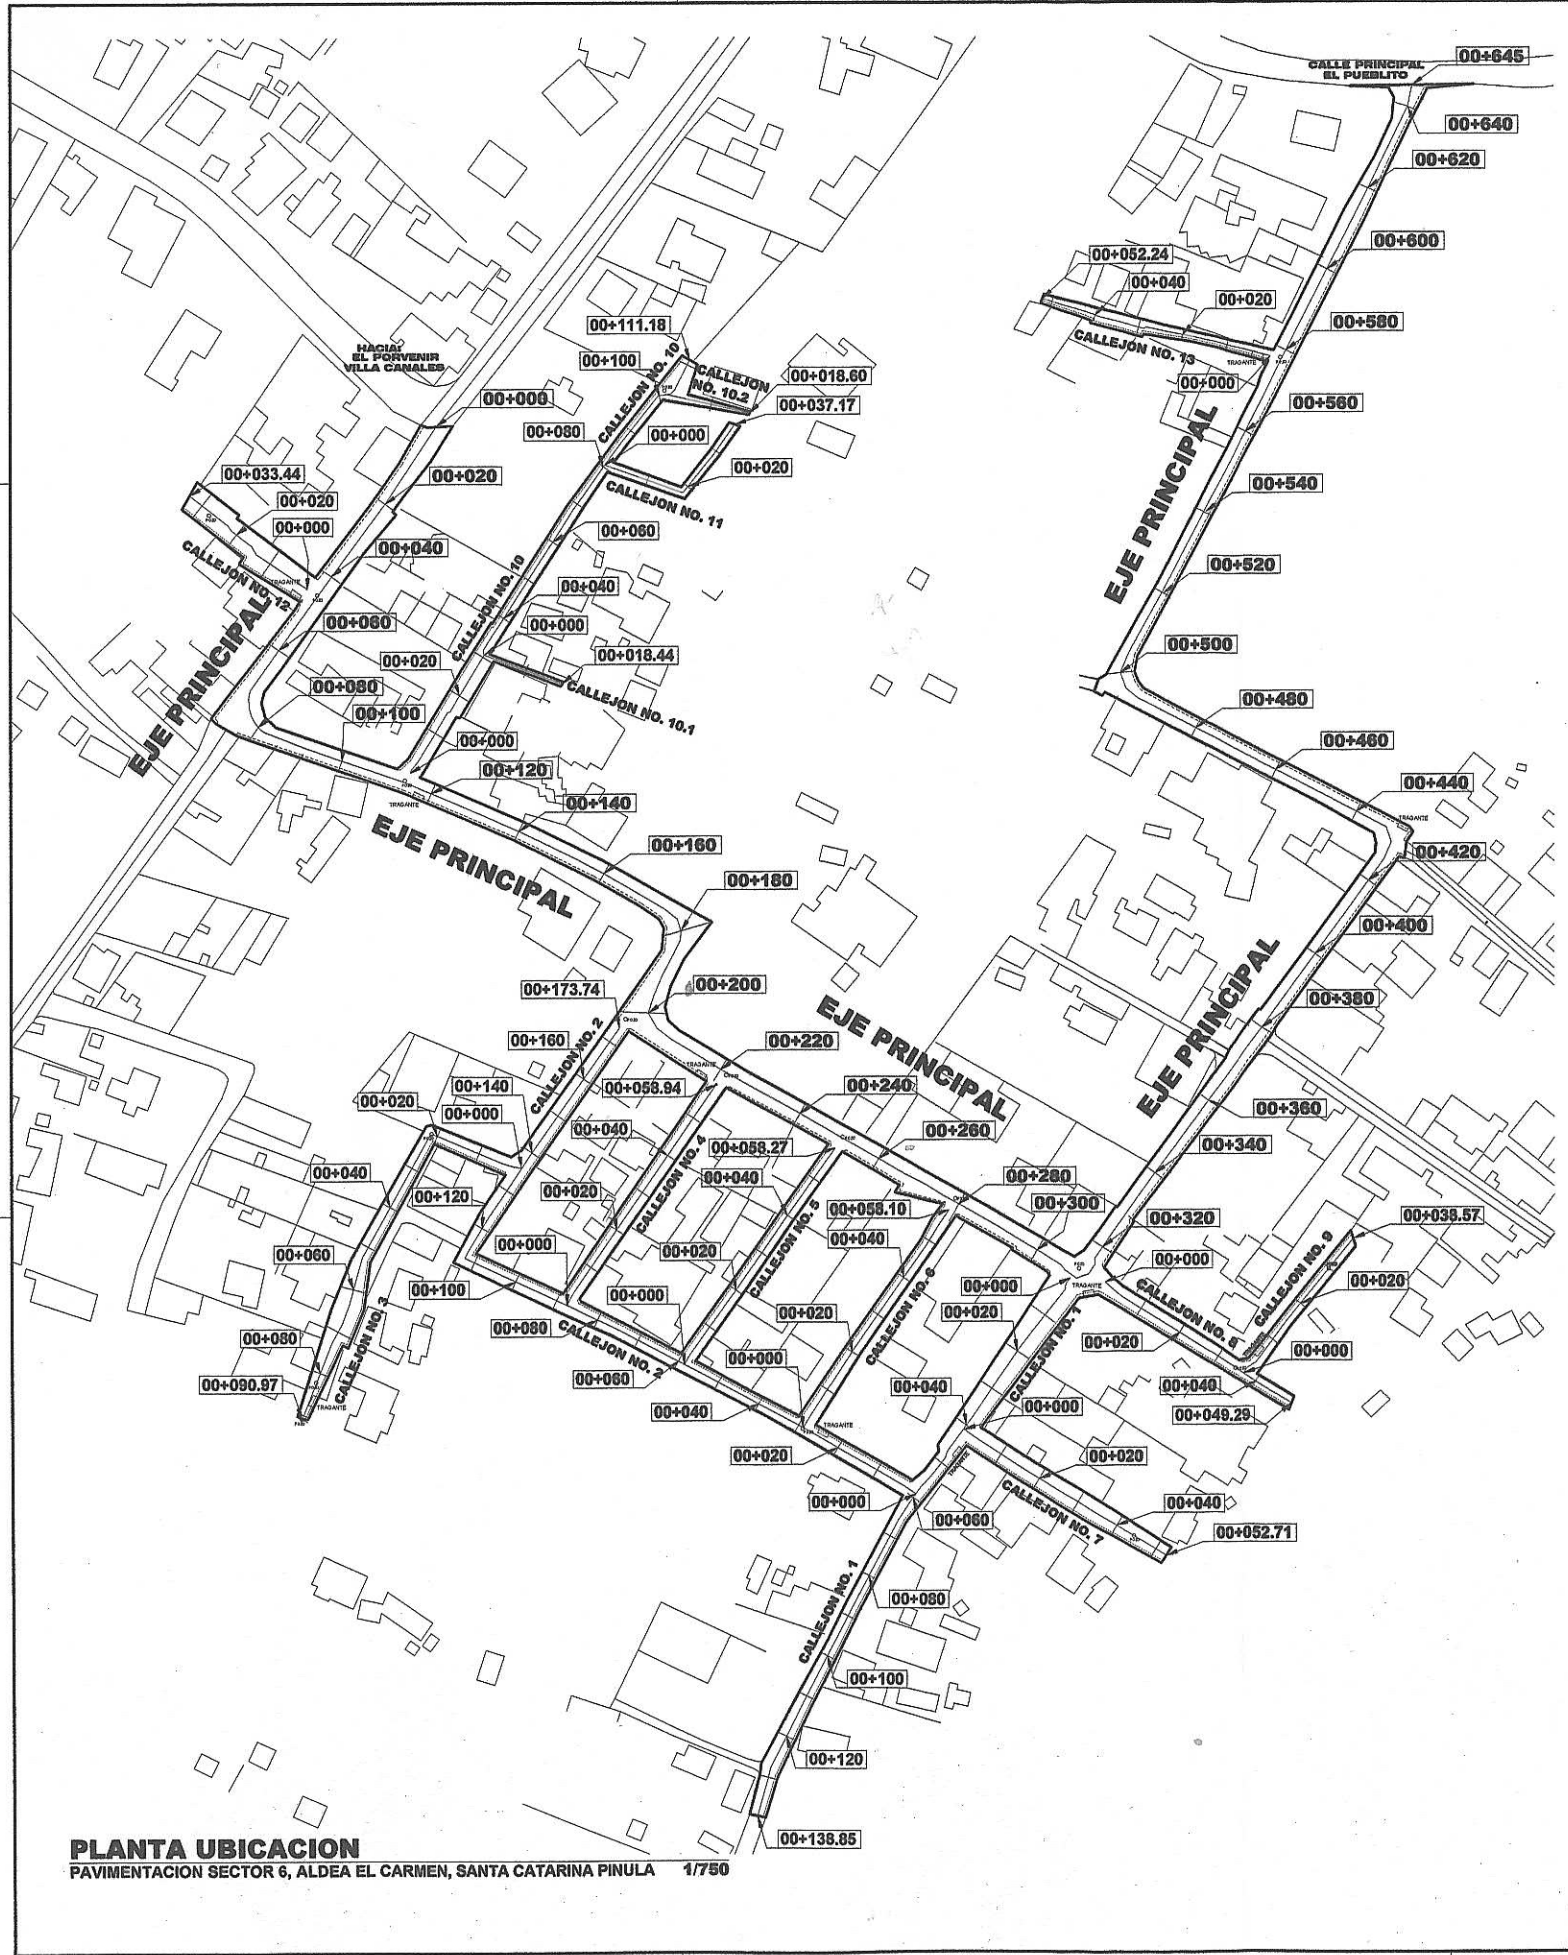 CALLE PRINCIPAL
EL PUEBLITO
00+645
00+640
00+620
00+600
00+580
00+560
00+540
00+520
00+500
00+480
00+460
00+440
TRAGANTE
00+420
00+400
00+380
00+360
00+340
00+320
00+300
00+280
00+260
00+240
00+220
00+200
00+180
00+160
00+140
00+120
00+100
00+080
00+060
00+040
00+020
00+000
EJE PRINCIPAL
EJE PRINCIPAL
EJE PRINCIPAL
EJE PRINCIPAL
EJE PRINCIPAL
HACIA:
EL PORVENIR
VILLA CANALES
00+052.24
00+040
00+020
CALLEJON NO. 13
TRAGANTE
00+000
00+111.18
00+100
CALLEJON NO. 10
CALLEJON
NO. 10.2
00+018.60
00+037.17
00+080
00+000
00+020
CALLEJON NO. 11
00+060
00+040
CALLEJON NO. 10
00+000
00+018.44
CALLEJON NO. 10.1
00+020
00+000
TRAGANTE
00+033.44
00+020
00+000
CALLEJON NO. 12
TRAGANTE
00+173.74
00+160
CALLEJON NO. 2
00+140
00+120
00+100
00+080
CALLEJON NO. 2
00+060
00+040
00+020
00+000
TRAGANTE
00+000
00+020
00+040
00+060
00+080
00+090.97
CALLEJON NO. 3
TRAGANTE
TRAGANTE
00+058.94
00+040
00+020
00+000
CALLEJON NO. 4
00+058.27
00+040
00+020
00+000
CALLEJON NO. 5
00+058.10
00+040
00+020
00+000
CALLEJON NO. 6
TRAGANTE
00+000
00+020
00+040
CALLEJON NO. 1
00+060
00+080
CALLEJON NO. 1
00+100
00+120
00+138.85
00+000
00+020
00+040
00+052.71
CALLEJON NO. 7
TRAGANTE
00+000
00+020
00+040
00+049.29
CALLEJON NO. 8
00+000
00+020
00+038.57
CALLEJON NO. 9
PLANTA UBICACION
PAVIMENTACION SECTOR 6, ALDEA EL CARMEN, SANTA CATARINA PINULA 1/750